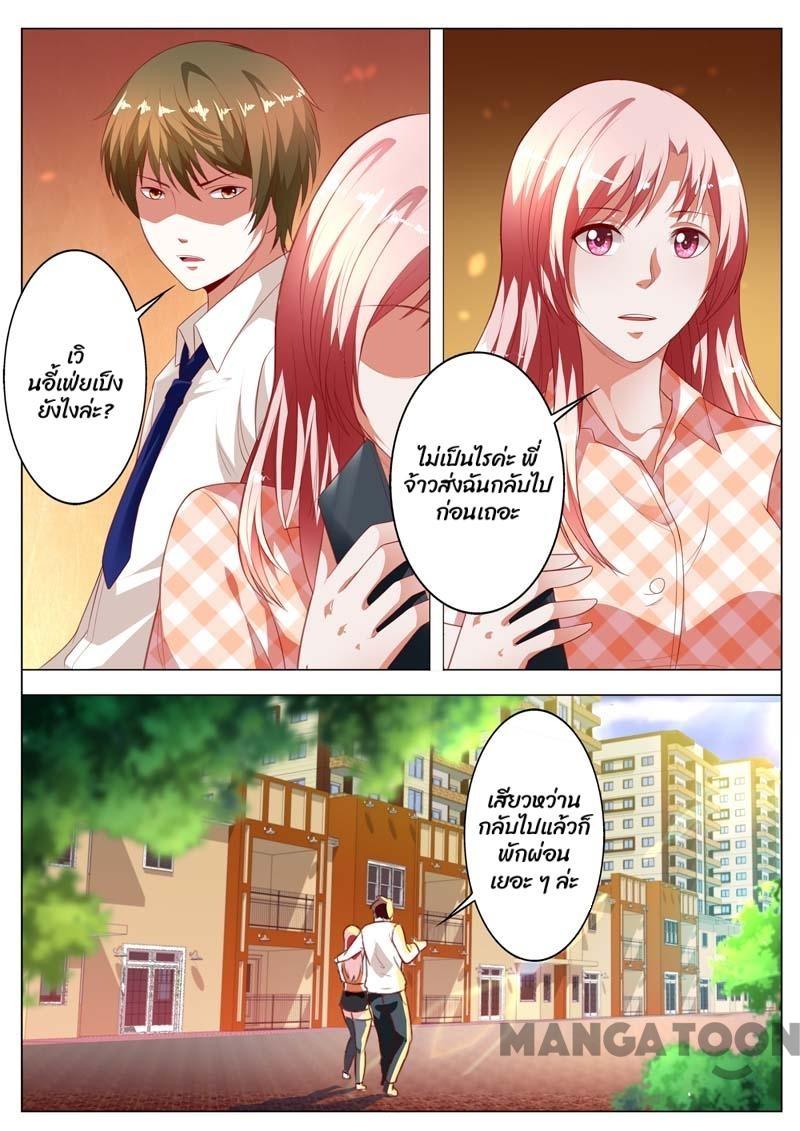 เวิ
นอี้เฟ่ยเป็ง
ยังไงล่ะ?
ไม่เป็นไรค่ะ พี่
จ้าวส่งฉันกลับไป
ก่อนเถอะ
เสียวหว่าน
กลับไปแล้วก็
พักผ่อน
เยอะ ๆ ล่ะ
MANGATOON